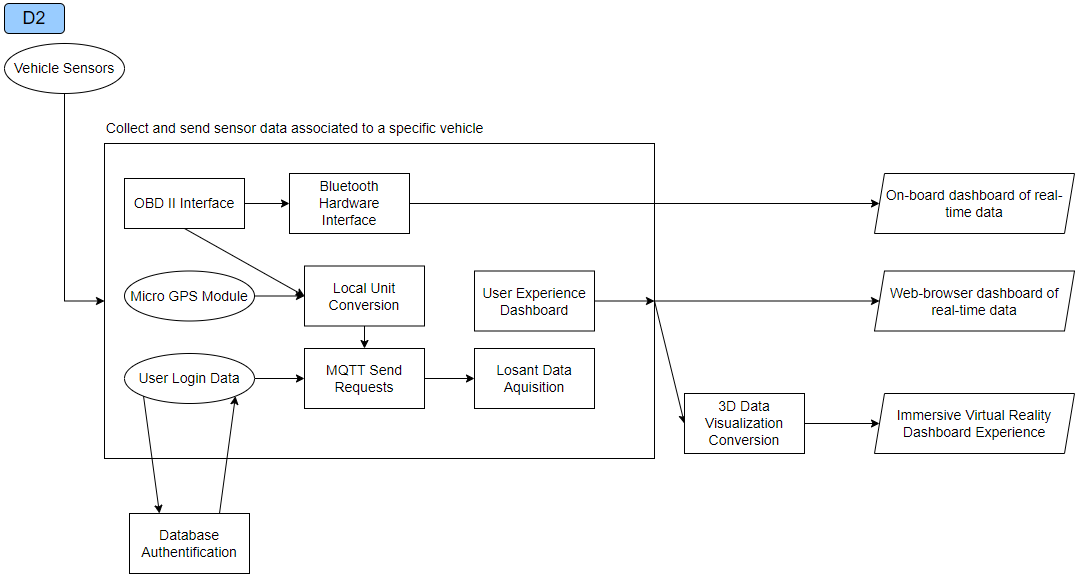 D2
Vehicle Sensors
Collect and send sensor data associated to a specific vehicle
OBD II Interface
Bluetooth
Hardware
Interface
On-board dashboard of real-
time data
Micro GPS Module
Local Unit
Conversion
User Experience
Dashboard
Web-browser dashboard of
real-time data
User Login Data
MQTT Send
Requests
Losant Data
Aquisition
3D Data
Visualization
Conversion
Immersive Virtual Reality
Dashboard Experience
Database
Authentification